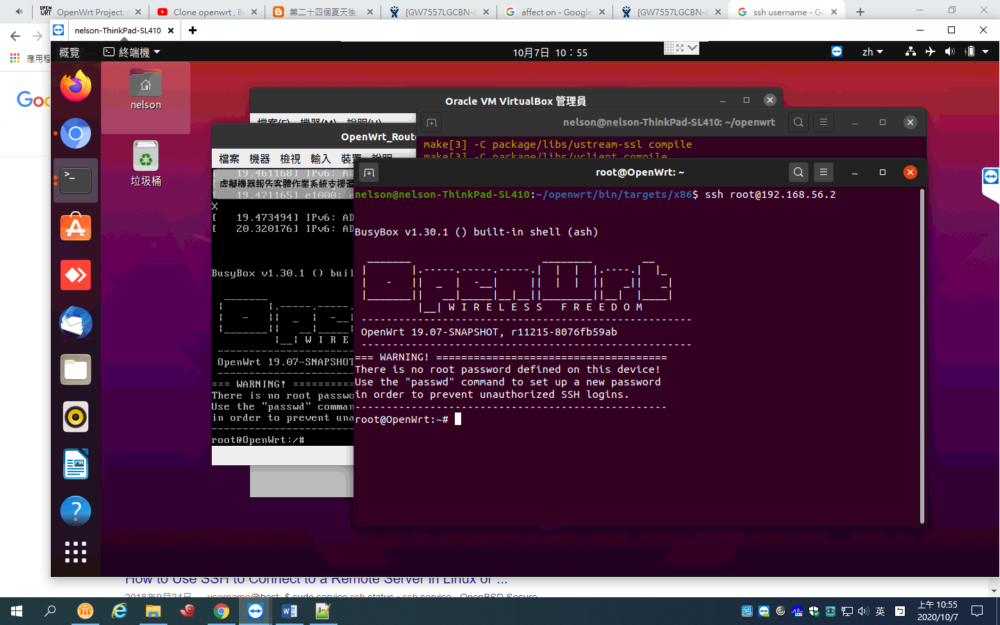 OpenWrt Project:
Clone openwrt , B
第二十四個夏天後
[GW7557LGCBN-
affect on - Google
[GW7557LGCBN-
ssh username - Go
nelson-ThinkPad-SL410
應用程
概覽
終端機
10月7日 10：55
zh
nelson
垃圾桶
Oracle VM VirtualBox 管理員
檔案(F) 機器(M) 說明(H)
nelson@nelson-ThinkPad-SL410: ~/openwrt
make[3] -C package/libs/ustream-ssl compile
make[3] -C package/libs/uclient compile
OpenWrt_Route
檔案 機器 檢視 輸入 裝置 說明
[ 19.461168] IPv6: AD
虛擬機器報告客體作業系統支援滑
[ 19.471165] e1000: e
X
[ 19.473494] IPv6: AD
[ 20.320176] IPv6: AD
BusyBox v1.30.1 () buil
W I R E
OpenWrt 19.07-SNAPSHOT
=== WARNING! ==========
There is no root passwo
Use the "passwd" comman
in order to prevent una
root@OpenWrt:/#
root@OpenWrt: ~
nelson@nelson-ThinkPad-SL410:~/openwrt/bin/targets/x86$ ssh root@192.168.56.2
BusyBox v1.30.1 () built-in shell (ash)
OpenWrt
W I R E L E S S   F R E E D O M
-----------------------------------------------------
OpenWrt 19.07-SNAPSHOT, r11215-8076fb59ab
-----------------------------------------------------
=== WARNING! =====================================
There is no root password defined on this device!
Use the "passwd" command to set up a new password
in order to prevent unauthorized SSH logins.
--------------------------------------------------
root@OpenWrt:~#
How to Use SSH to Connect to a Remote Server in Linux or ...
2018年9月24日 - username@host: $ sudo service ssh status · ssh service - OpenBSD Secure
英
上午 10:55
2020/10/7